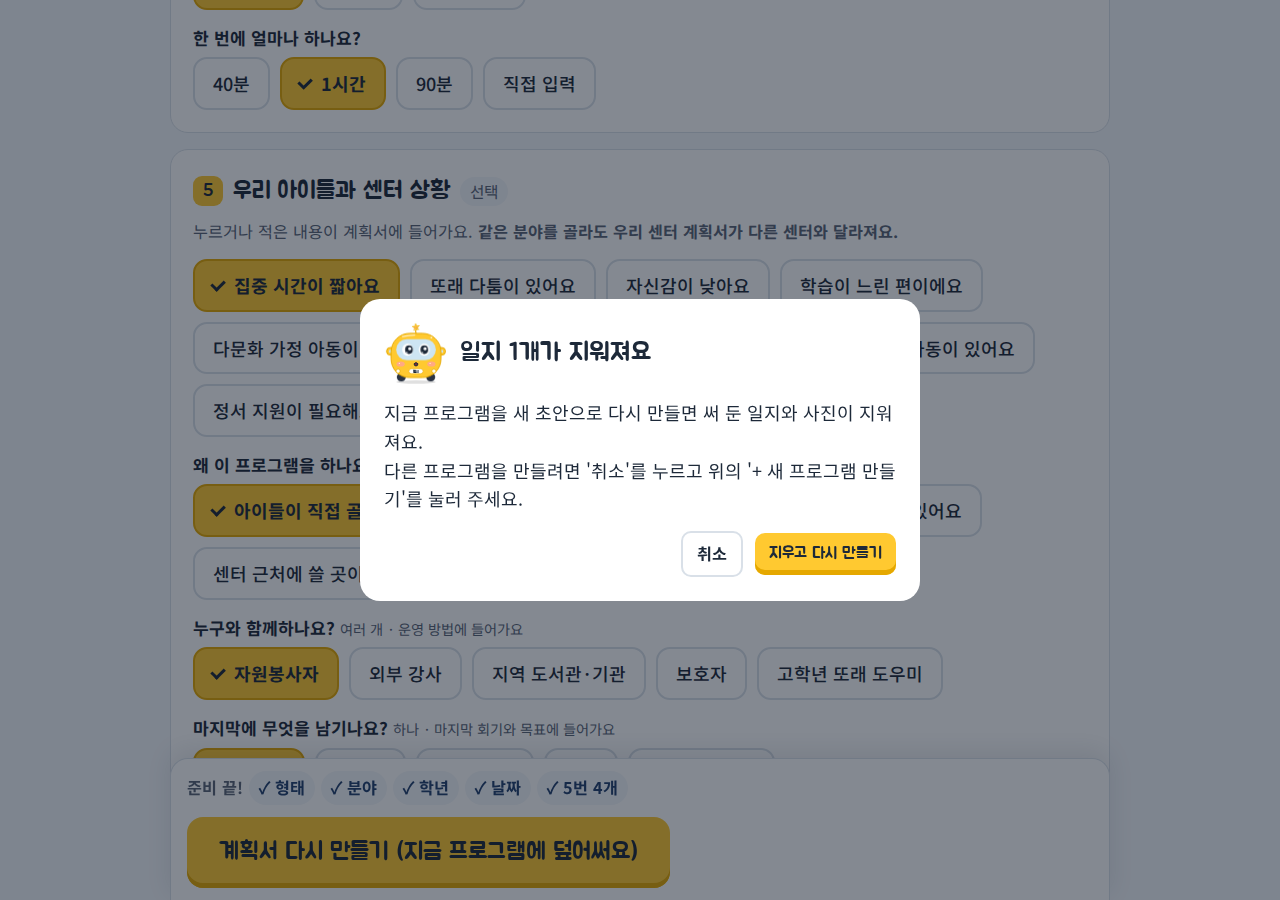 한 번에 얼마나 하나요?
40분
✓ 1시간
90분
직접 입력
5 우리 아이들과 센터 상황 선택
누르거나 적은 내용이 계획서에 들어가요. 같은 분야를 골라도 우리 센터 계획서가 다른 센터와 달라져요.
✓ 집중 시간이 짧아요
또래 다툼이 있어요
자신감이 낮아요
학습이 느린 편이에요
다문화 가정 아동이
아동이 있어요
정서 지원이 필요해
일지 1개가 지워져요
지금 프로그램을 새 초안으로 다시 만들면 써 둔 일지와 사진이 지워
져요.
다른 프로그램을 만들려면 '취소'를 누르고 위의 '+ 새 프로그램 만들
기'를 눌러 주세요.
취소
지우고 다시 만들기
왜 이 프로그램을 하나요
✓ 아이들이 직접 골
있어요
센터 근처에 쓸 곳이
누구와 함께하나요? 여러 개 · 운영 방법에 들어가요
✓ 자원봉사자
외부 강사
지역 도서관·기관
보호자
고학년 또래 도우미
마지막에 무엇을 남기나요? 하나 · 마지막 회기와 목표에 들어가요
준비 끝! ✓ 형태 ✓ 분야 ✓ 학년 ✓ 날짜 ✓ 5번 4개
계획서 다시 만들기 (지금 프로그램에 덮어써요)